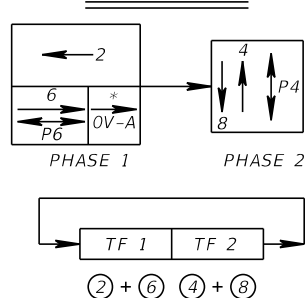 2
4
6
*
P4
P6
OV-A
8
PHASE 1
PHASE 2
TF 1
TF 2
2 + 6
4 + 8